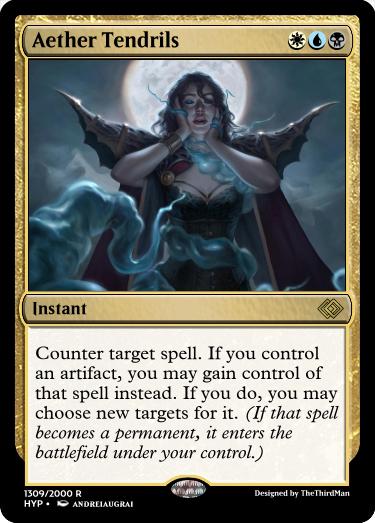 Aether Tendrils
Instant
Counter target spell. If you control
an artifact, you may gain control of
that spell instead. If you do, you may
choose new targets for it. (If that spell
becomes a permanent, it enters the
battlefield under your control.)
1309/2000 R
HYP • ANDREIAUGRAI
Designed by TheThirdMan